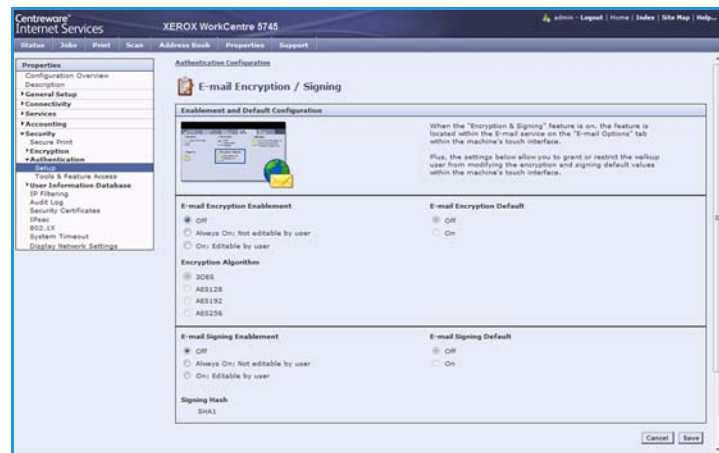 Centreware®
Internet Services
XEROX WorkCentre 5745
admin - Logout | Home | Index | Site Map | Help...
Status Jobs Print Scan Address Book Properties Support
Properties
Configuration Overview
Description
General Setup
Connectivity
Services
Accounting
Security
Secure Print
Encryption
Authentication
Setup
Tools & Feature Access
User Information Database
IP Filtering
Audit Log
Security Certificates
IPsec
802.1X
System Timeout
Display Network Settings
Authentication Configuration
E-mail Encryption / Signing
Enablement and Default Configuration
When the "Encryption & Signing" feature is on, the feature is
located within the E-mail service on the "E-mail Options" tab
within the machine's touch interface.
Plus, the settings below allow you to grant or restrict the walkup
user from modifying the encryption and signing default values
within the machine's touch interface.
E-mail Encryption Enablement
Off
Always On: Not editable by user
On: Editable by user
E-mail Encryption Default
Off
On
Encryption Algorithm
3DES
AES128
AES192
AES256
E-mail Signing Enablement
Off
Always On: Not editable by user
On: Editable by user
E-mail Signing Default
Off
On
Signing Hash
SHA1
Cancel Save